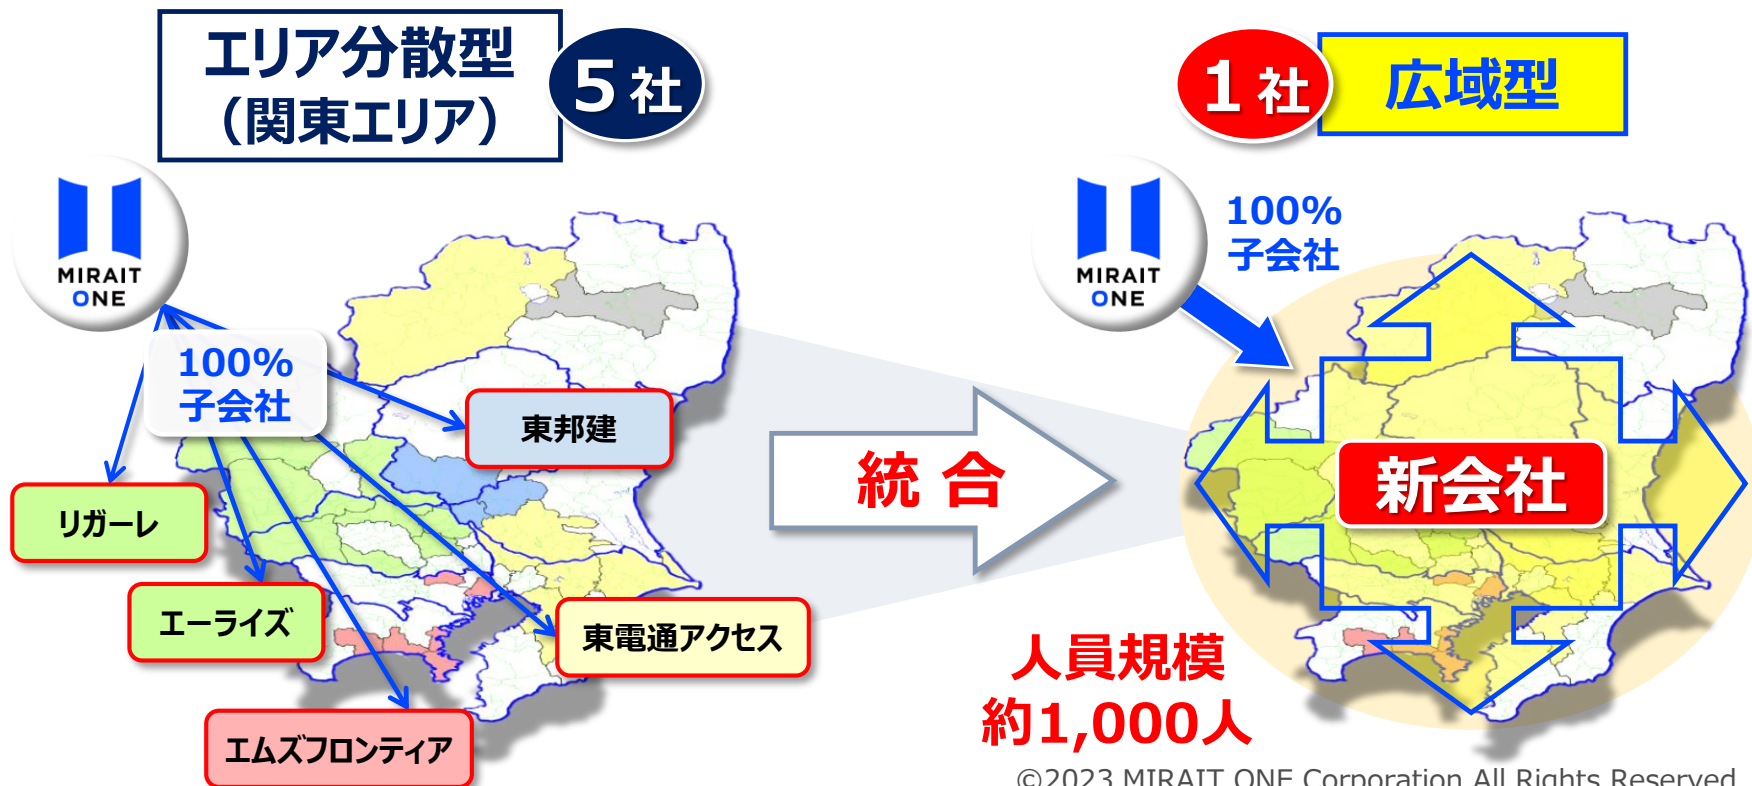 エリア分散型
（関東エリア）
5社
1社
広域型
MIRAIT
ONE
100%
子会社
東邦建
リガーレ
エーライズ
東電通アクセス
エムズフロンティア
統合
MIRAIT
ONE
100%
子会社
新会社
人員規模
約1,000人
©2023 MIRAIT ONE Corporation All Rights Reserved